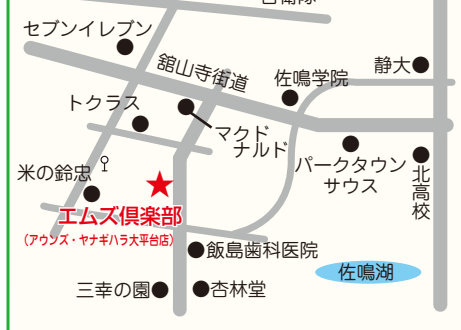 セブンイレブン
舘山寺街道
佐鳴学院
静大
トクラス
マクド
ナルド
パークタウン
サウス
北高校
米の鈴忠
エムズ倶楽部
(アウンズ・ヤナギハラ大平台店)
飯島歯科医院
佐鳴湖
三幸の園
杏林堂